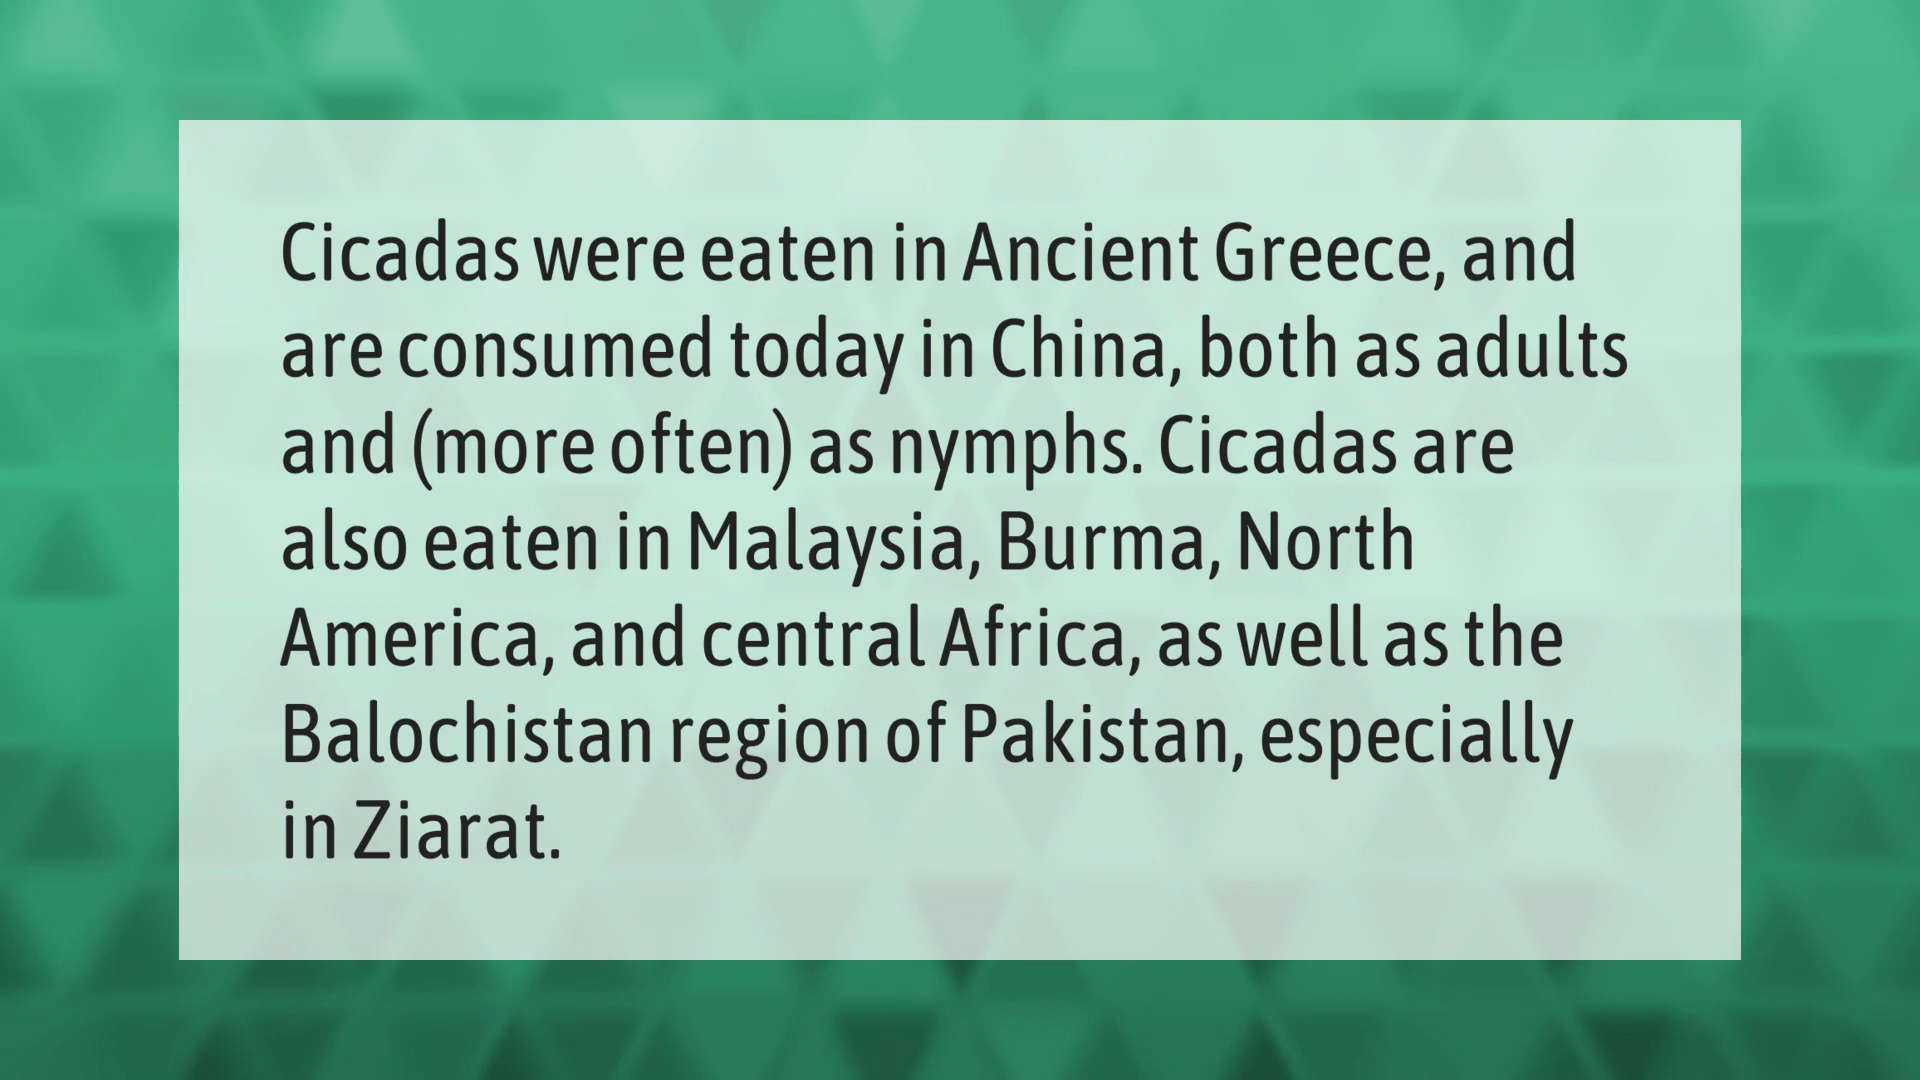 Cicadas were eaten in Ancient Greece, and
are consumed today in China, both as adults
and (more often) as nymphs. Cicadas are
also eaten in Malaysia, Burma, North
America, and central Africa, as well as the
Balochistan region of Pakistan, especially
in Ziarat.